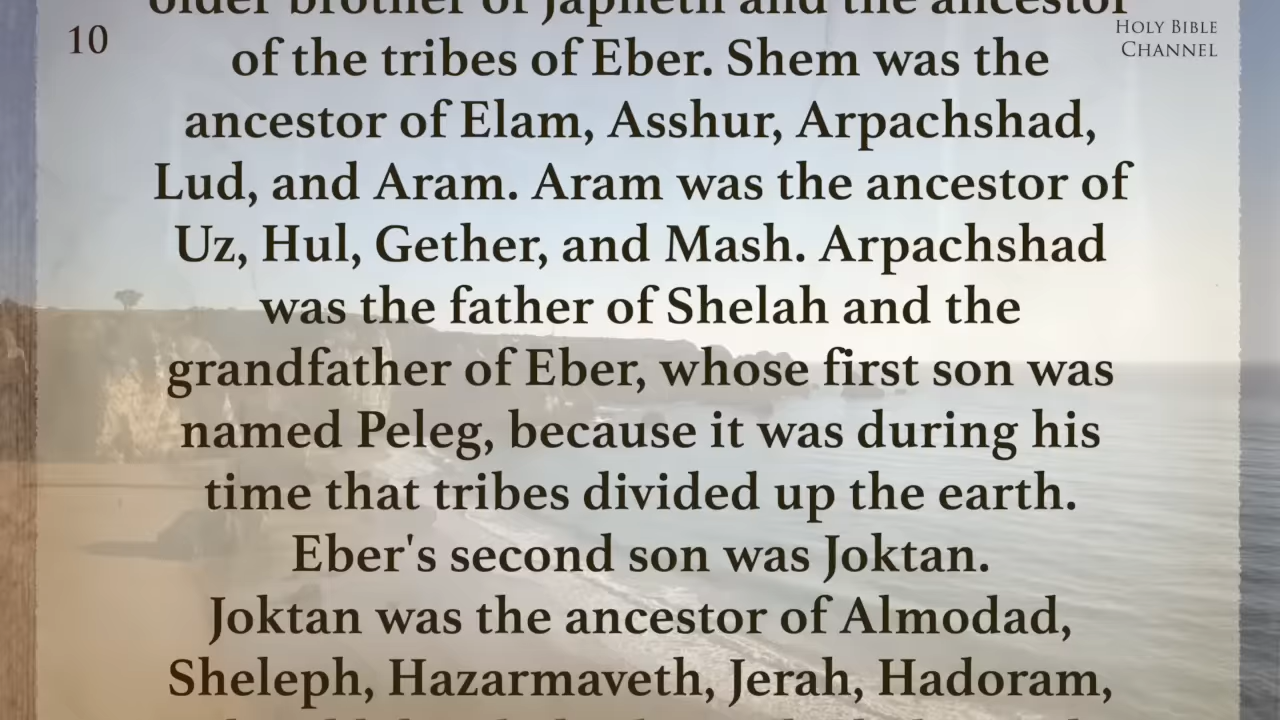 older brother of Japheth and the ancestor
10
HOLY BIBLE
CHANNEL
of the tribes of Eber. Shem was the
ancestor of Elam, Asshur, Arpachshad,
Lud, and Aram. Aram was the ancestor of
Uz, Hul, Gether, and Mash. Arpachshad
was the father of Shelah and the
grandfather of Eber, whose first son was
named Peleg, because it was during his
time that tribes divided up the earth.
Eber's second son was Joktan.
Joktan was the ancestor of Almodad,
Sheleph, Hazarmaveth, Jerah, Hadoram,